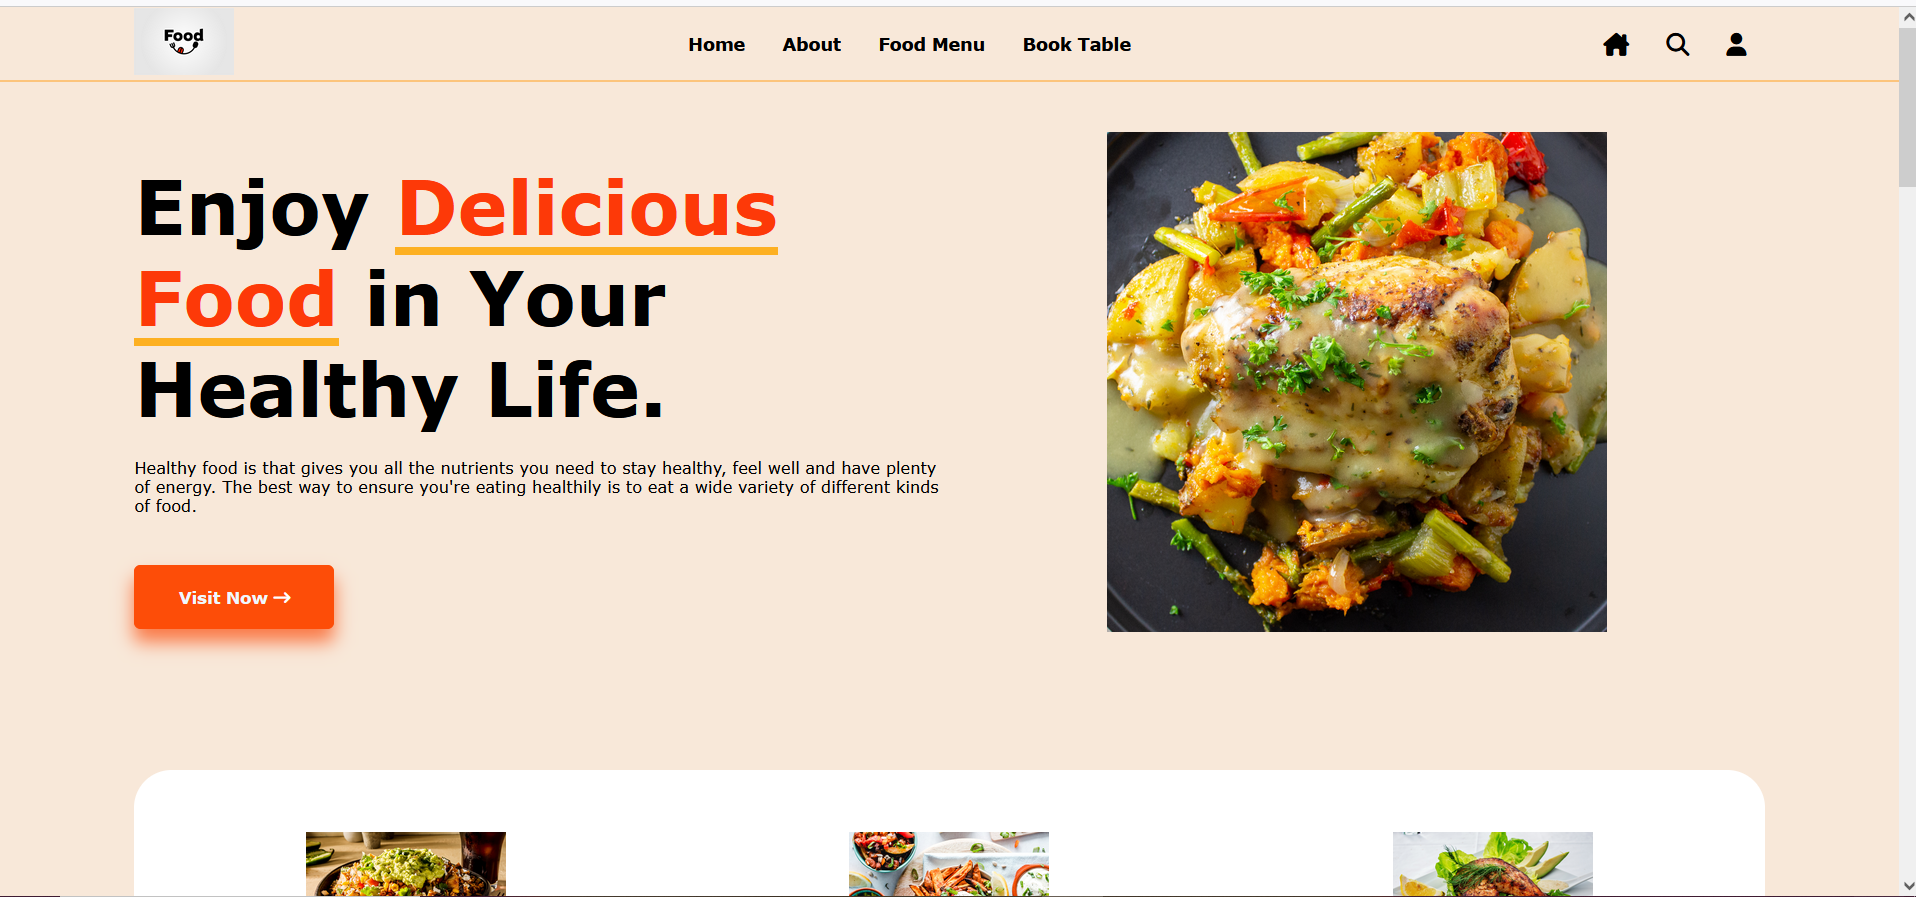 Food
Home About Food Menu Book Table
Enjoy Delicious
Food in Your
Healthy Life.
Healthy food is that gives you all the nutrients you need to stay healthy, feel well and have plenty
of energy. The best way to ensure you're eating healthily is to eat a wide variety of different kinds
of food.
Visit Now →